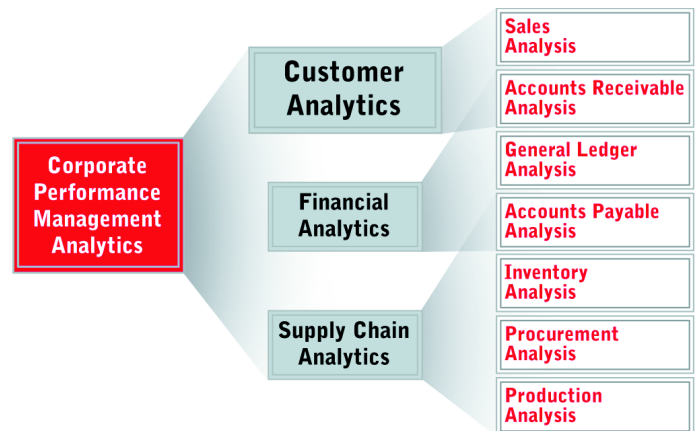 Corporate
Performance
Management
Analytics
Customer
Analytics
Financial
Analytics
Supply Chain
Analytics
Sales
Analysis
Accounts Receivable
Analysis
General Ledger
Analysis
Accounts Payable
Analysis
Inventory
Analysis
Procurement
Analysis
Production
Analysis